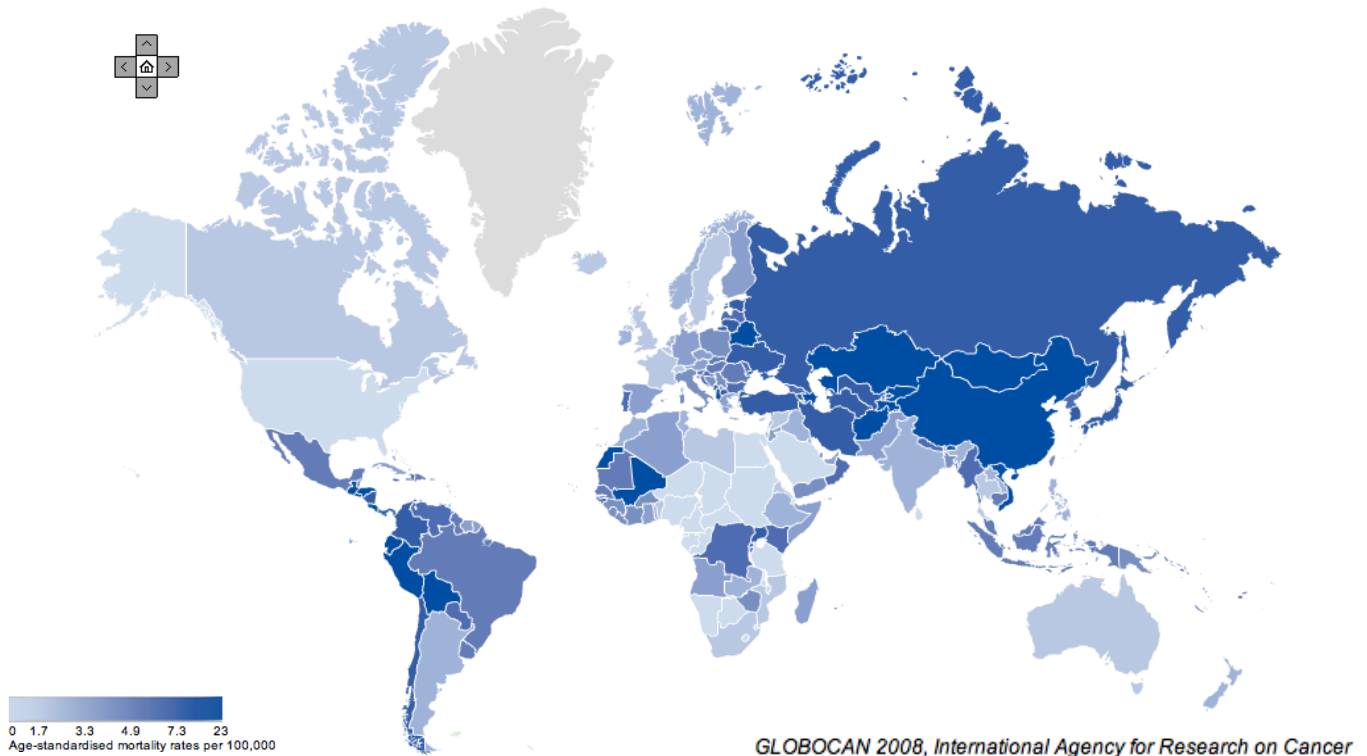 0 1.7 3.3 4.9 7.3 23
Age-standardised mortality rates per 100,000
GLOBOCAN 2008, International Agency for Research on Cancer